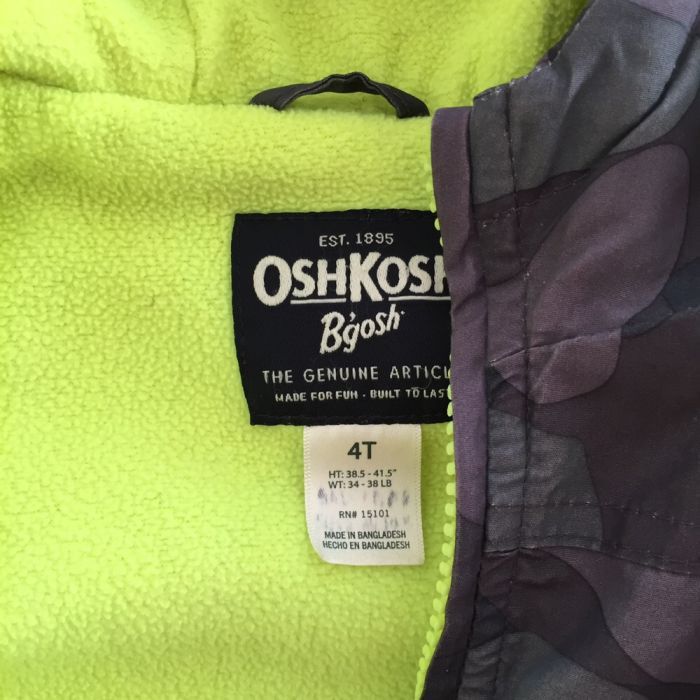 EST. 1895
OSHKOSH
B'gosh
THE GENUINE ARTICL
MADE FOR FUN · BUILT TO LAS
4T
HT: 38.5 - 41.5"
WT: 34 - 38 LB
RN# 15101
MADE IN BANGLADESH
HECHO EN BANGLADESH